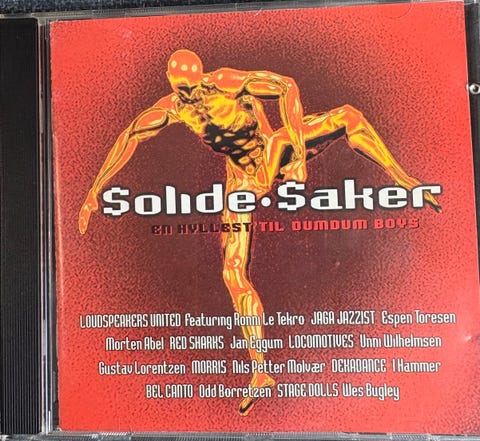 $olide • $aker
EN HYLLEST TIL DUMDUM BOYS
LOUDSPEAKERS UNITED featuring Ronni Le Tekro JAGA JAZZIST Espen Toresen
Morten Abel RED SHARKS Jan Eggum LOCOMOTIVES Unni Wilhelmsen
Gustav Lorentzen MORRIS Nils Petter Molvær DEKADANCE I Hammer
BEL CANTO Odd Børretzen STAGE DOLLS Wes Bugley